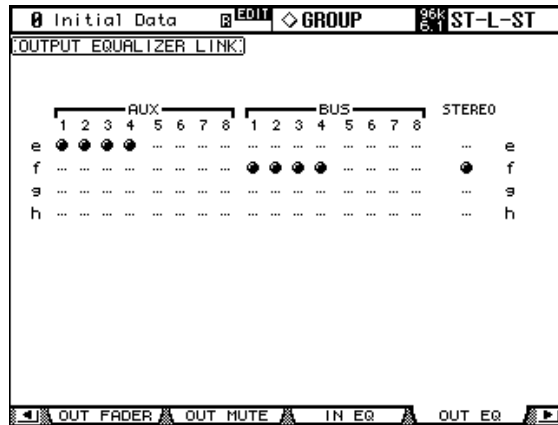 0 Initial Data R EDIT ◇ GROUP 96k 6.1 ST-L-ST
OUTPUT EQUALIZER LINK
AUX BUS STEREO
1 2 3 4 5 6 7 8 1 2 3 4 5 6 7 8
e e
f f
g g
h h
OUT FADER OUT MUTE IN EQ OUT EQ